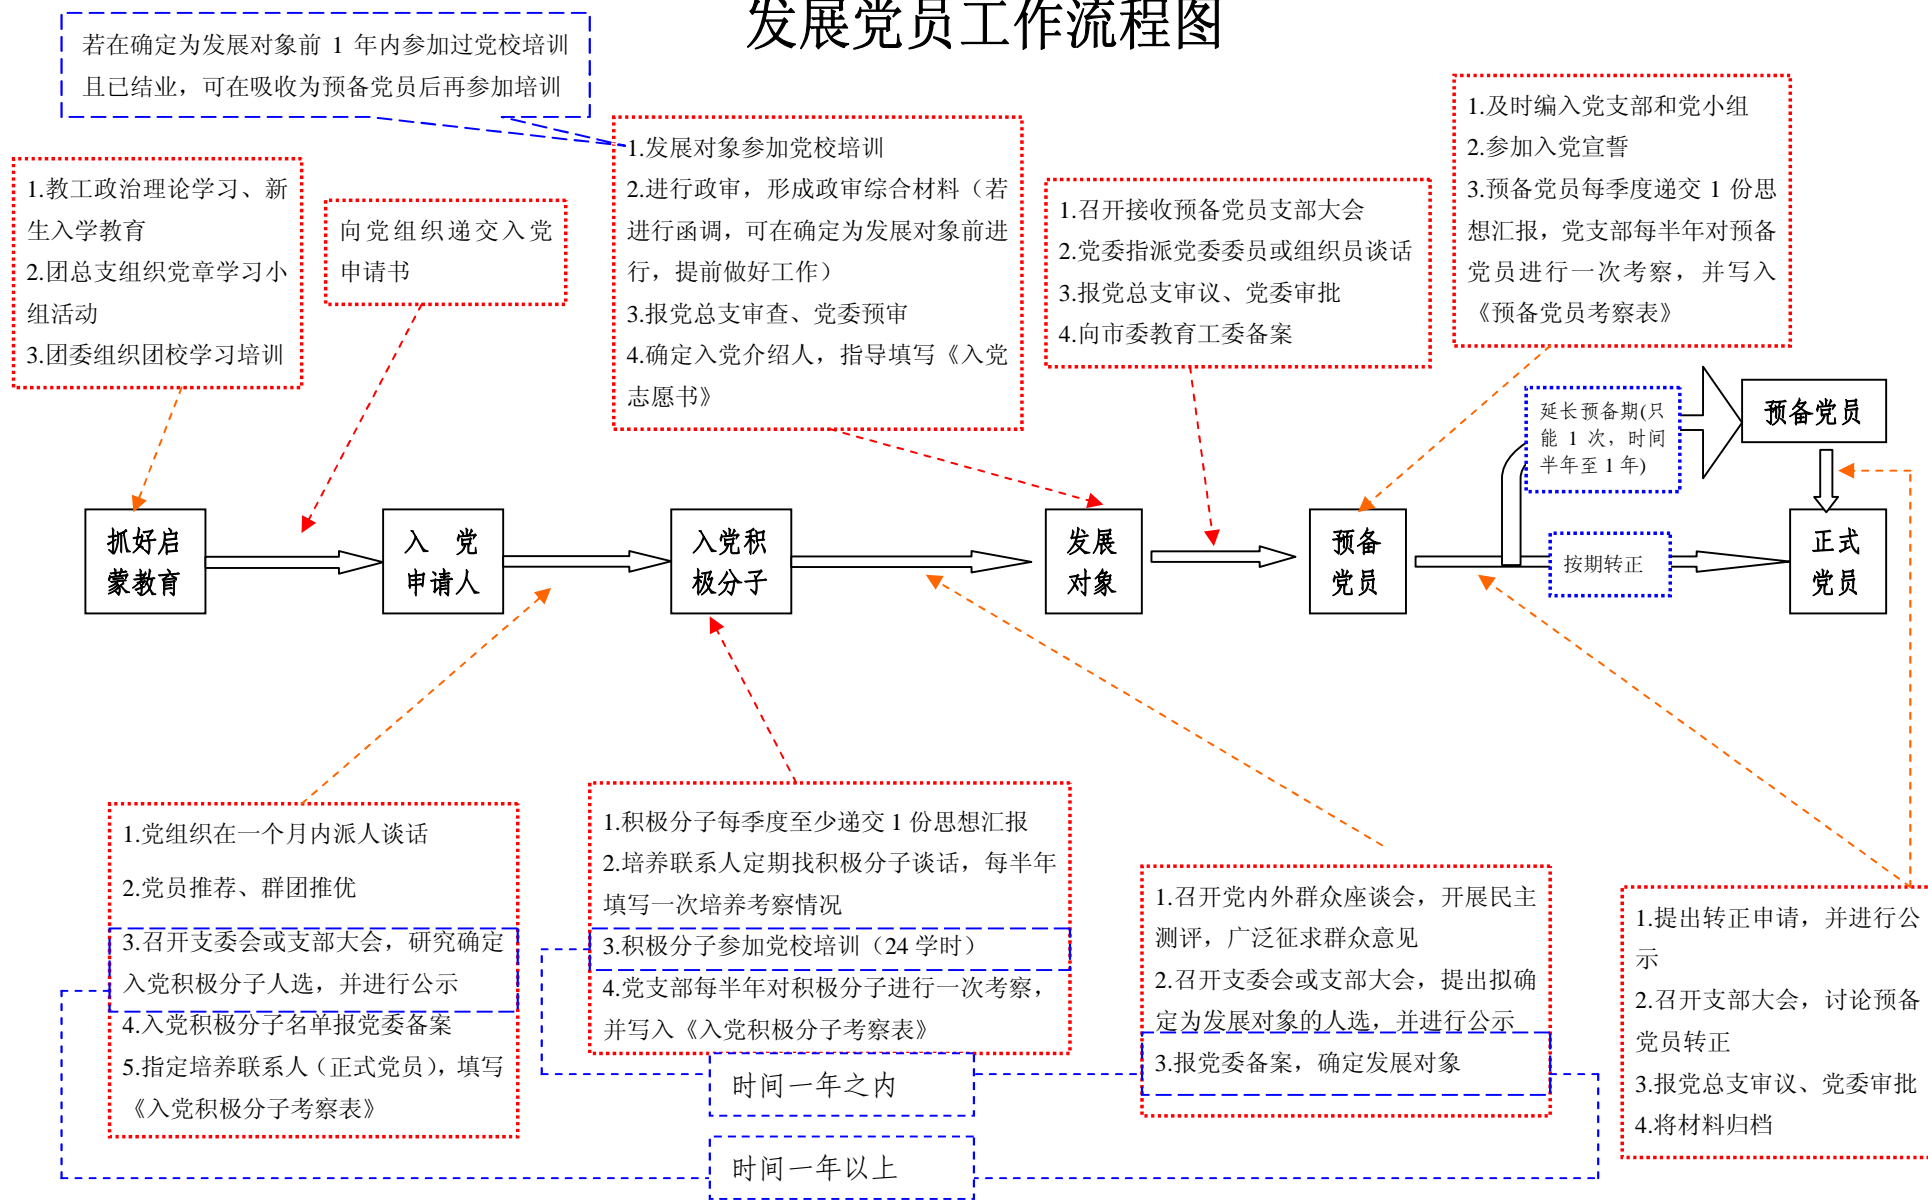 发展党员工作流程图
若在确定为发展对象前 1 年内参加过党校培训
且已结业，可在吸收为预备党员后再参加培训
1.教工政治理论学习、新
生入学教育
2.团总支组织党章学习小
组活动
3.团委组织团校学习培训
向党组织递交入党
申请书
1.发展对象参加党校培训
2.进行政审，形成政审综合材料（若
进行函调，可在确定为发展对象前进
行，提前做好工作）
3.报党总支审查、党委预审
4.确定入党介绍人，指导填写《入党
志愿书》
1.召开接收预备党员支部大会
2.党委指派党委委员或组织员谈话
3.报党总支审议、党委审批
4.向市委教育工委备案
1.及时编入党支部和党小组
2.参加入党宣誓
3.预备党员每季度递交 1 份思
想汇报，党支部每半年对预备
党员进行一次考察，并写入
《预备党员考察表》
延长预备期(只
能 1 次，时间
半年至 1 年)
预备党员
抓好启
蒙教育
入 党
申请人
入党积
极分子
发展
对象
预备
党员
按期转正
正式
党员
1.党组织在一个月内派人谈话
2.党员推荐、群团推优
3.召开支委会或支部大会，研究确定
入党积极分子人选，并进行公示
4.入党积极分子名单报党委备案
5.指定培养联系人（正式党员），填写
《入党积极分子考察表》
1.积极分子每季度至少递交 1 份思想汇报
2.培养联系人定期找积极分子谈话，每半年
填写一次培养考察情况
3.积极分子参加党校培训（24 学时）
4.党支部每半年对积极分子进行一次考察，
并写入《入党积极分子考察表》
1.召开党内外群众座谈会，开展民主
测评，广泛征求群众意见
2.召开支委会或支部大会，提出拟确
定为发展对象的人选，并进行公示
3.报党委备案，确定发展对象
1.提出转正申请，并进行公
示
2.召开支部大会，讨论预备
党员转正
3.报党总支审议、党委审批
4.将材料归档
时间一年之内
时间一年以上